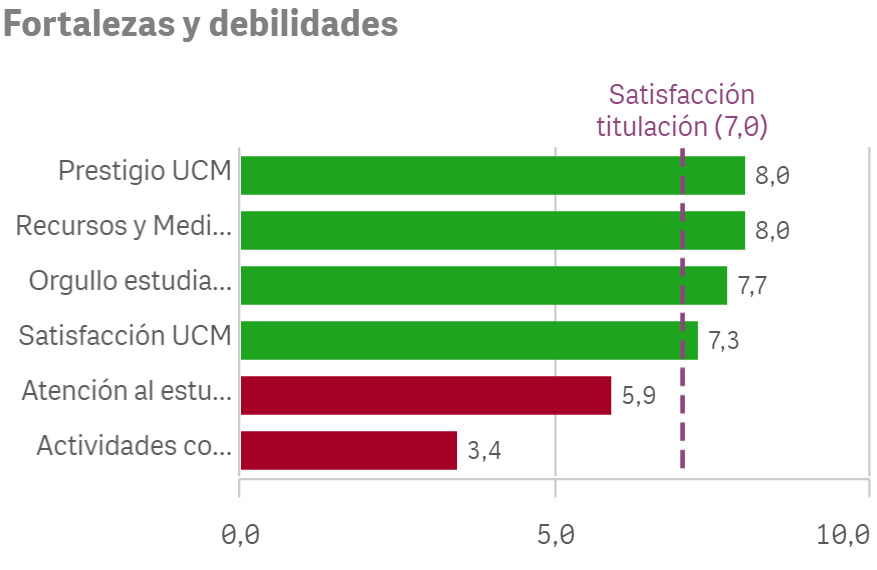 Fortalezas y debilidades
Satisfacción
titulación (7,0)
Prestigio UCM
8,0
Recursos y Medi...
8,0
Orgullo estudia...
7,7
Satisfacción UCM
7,3
Atención al estu...
5,9
Actividades co...
3,4
0,0
5,0
10,0